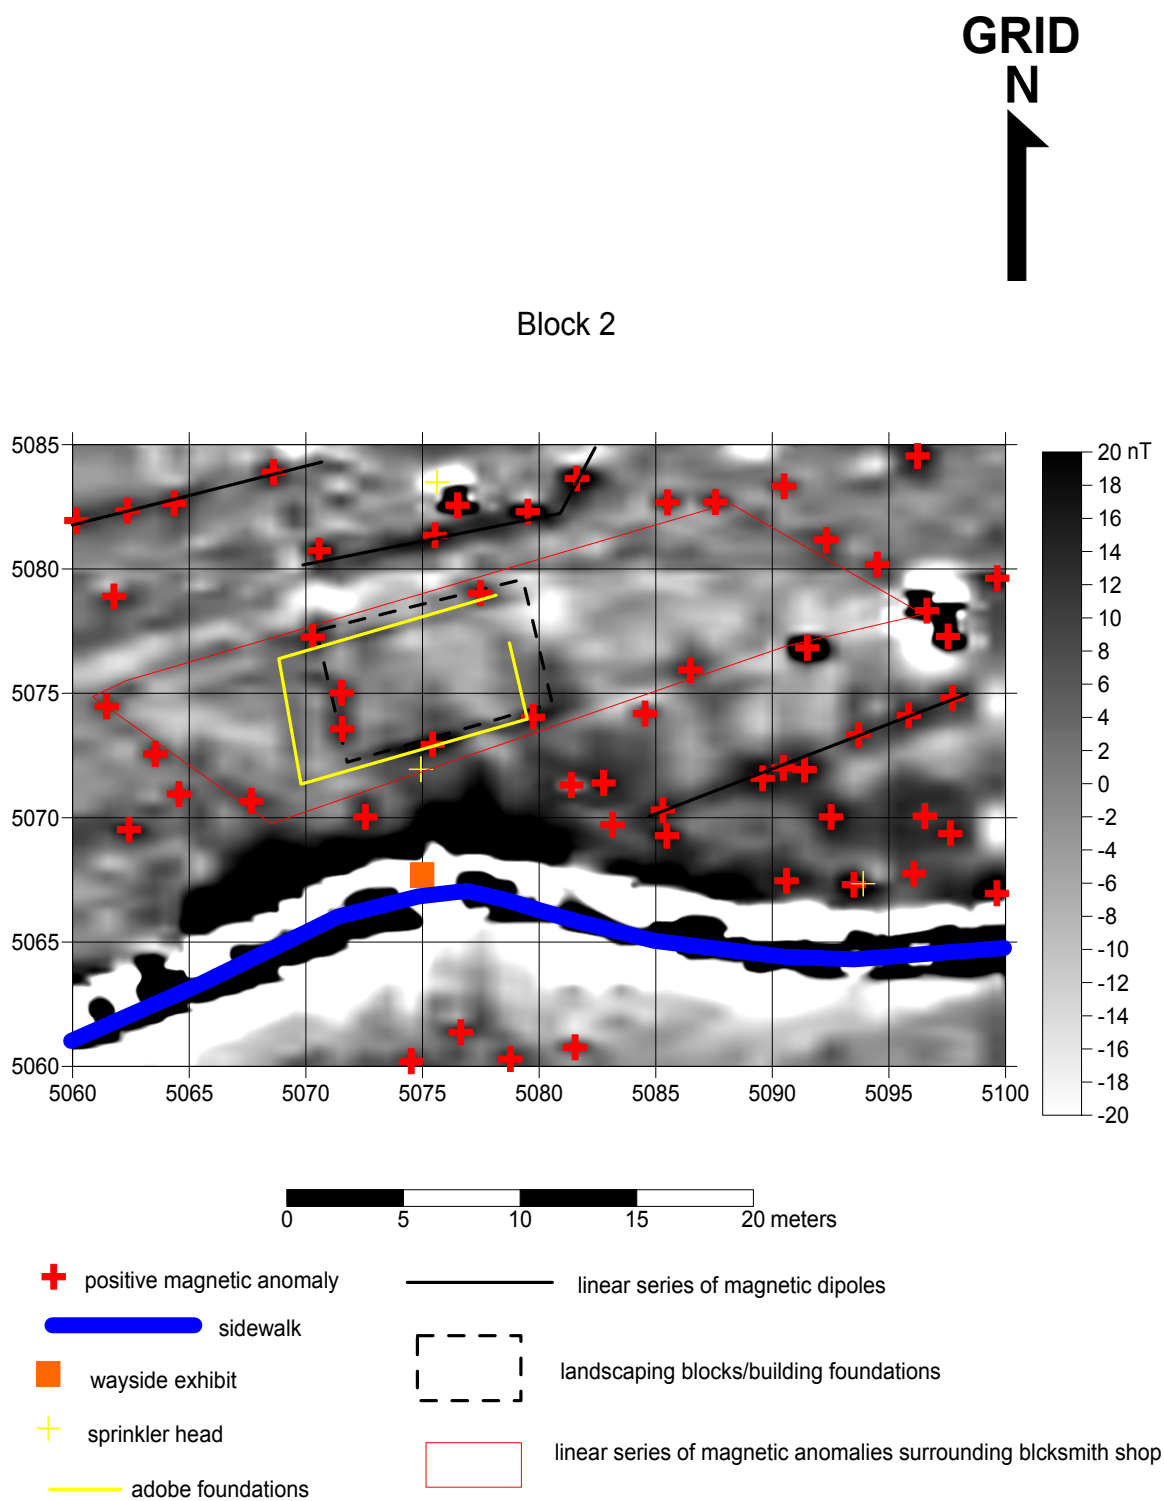 GRID
N
Block 2
5085
5080
5075
5070
5065
5060
5060 5065 5070 5075 5080 5085 5090 5095 5100
20 nT
18
16
14
12
10
8
6
4
2
0
-2
-4
-6
-8
-10
-12
-14
-16
-18
-20
0 5 10 15 20 meters
positive magnetic anomaly
sidewalk
wayside exhibit
sprinkler head
adobe foundations
linear series of magnetic dipoles
landscaping blocks/building foundations
linear series of magnetic anomalies surrounding blcksmith shop